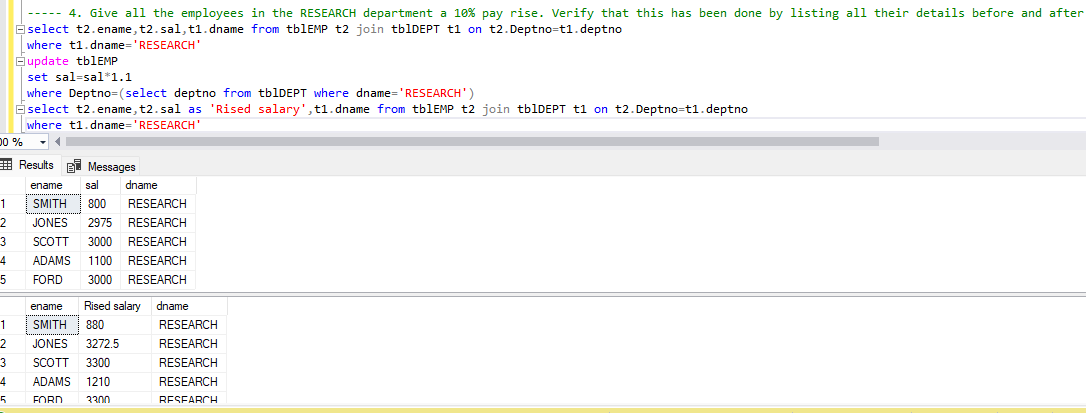 ----- 4. Give all the employees in the RESEARCH department a 10% pay rise. Verify that this has been done by listing all their details before and after
select t2.ename,t2.sal,t1.dname from tblEMP t2 join tblDEPT t1 on t2.Deptno=t1.deptno
where t1.dname='RESEARCH'
update tblEMP
set sal=sal*1.1
where Deptno=(select deptno from tblDEPT where dname='RESEARCH')
select t2.ename,t2.sal as 'Rised salary',t1.dname from tblEMP t2 join tblDEPT t1 on t2.Deptno=t1.deptno
where t1.dname='RESEARCH'
00 %
Results Messages
ename sal dname
1 SMITH 800 RESEARCH
2 JONES 2975 RESEARCH
3 SCOTT 3000 RESEARCH
4 ADAMS 1100 RESEARCH
5 FORD 3000 RESEARCH
ename Rised salary dname
1 SMITH 880 RESEARCH
2 JONES 3272.5 RESEARCH
3 SCOTT 3300 RESEARCH
4 ADAMS 1210 RESEARCH
5 FORD 3300 RESEARCH